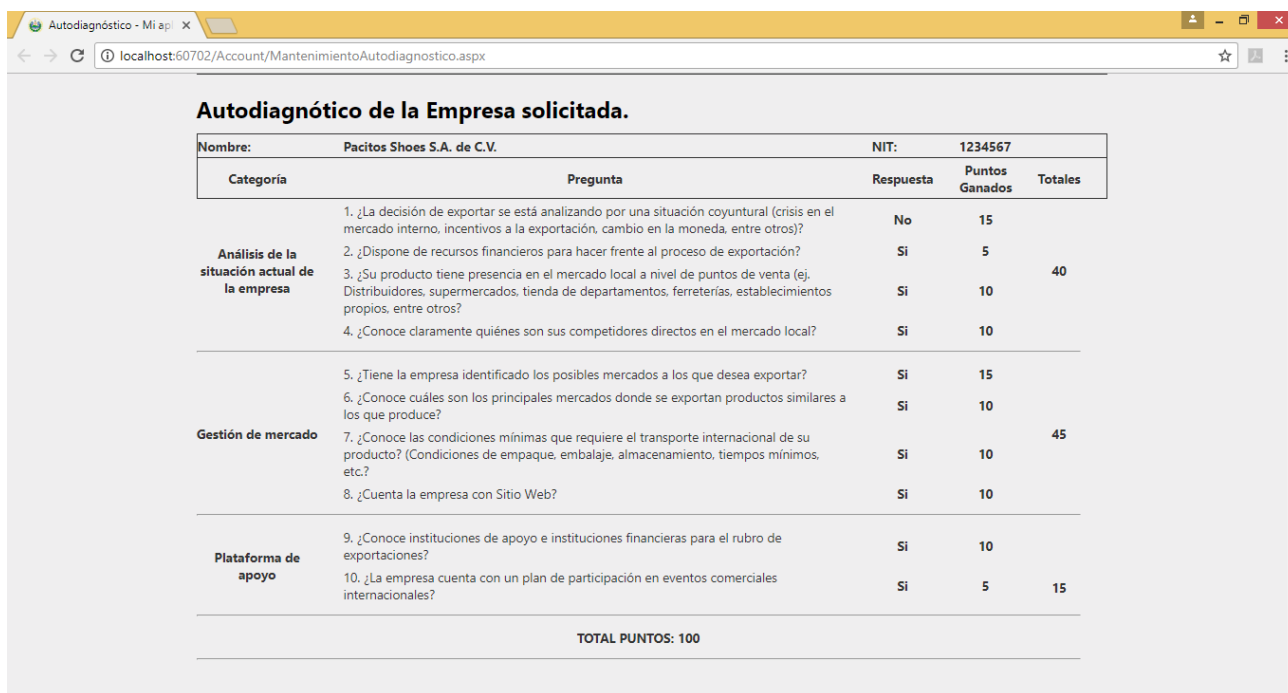 Autodiagnóstico - Mi apl
localhost:60702/Account/MantenimientoAutodiagnostico.aspx
Autodiagnótico de la Empresa solicitada.
Nombre: Pacitos Shoes S.A. de C.V. NIT: 1234567
Categoría Pregunta Respuesta Puntos Ganados Totales
Análisis de la
situación actual de
la empresa
1. ¿La decisión de exportar se está analizando por una situación coyuntural (crisis en el
mercado interno, incentivos a la exportación, cambio en la moneda, entre otros)? No 15
2. ¿Dispone de recursos financieros para hacer frente al proceso de exportación? Si 5
3. ¿Su producto tiene presencia en el mercado local a nivel de puntos de venta (ej.
Distribuidores, supermercados, tienda de departamentos, ferreterías, establecimientos
propios, entre otros? Si 10
4. ¿Conoce claramente quiénes son sus competidores directos en el mercado local? Si 10
40
Gestión de mercado
5. ¿Tiene la empresa identificado los posibles mercados a los que desea exportar? Si 15
6. ¿Conoce cuáles son los principales mercados donde se exportan productos similares a
los que produce? Si 10
7. ¿Conoce las condiciones mínimas que requiere el transporte internacional de su
producto? (Condiciones de empaque, embalaje, almacenamiento, tiempos mínimos,
etc.? Si 10
8. ¿Cuenta la empresa con Sitio Web? Si 10
45
Plataforma de
apoyo
9. ¿Conoce instituciones de apoyo e instituciones financieras para el rubro de
exportaciones? Si 10
10. ¿La empresa cuenta con un plan de participación en eventos comerciales
internacionales? Si 5
15
TOTAL PUNTOS: 100